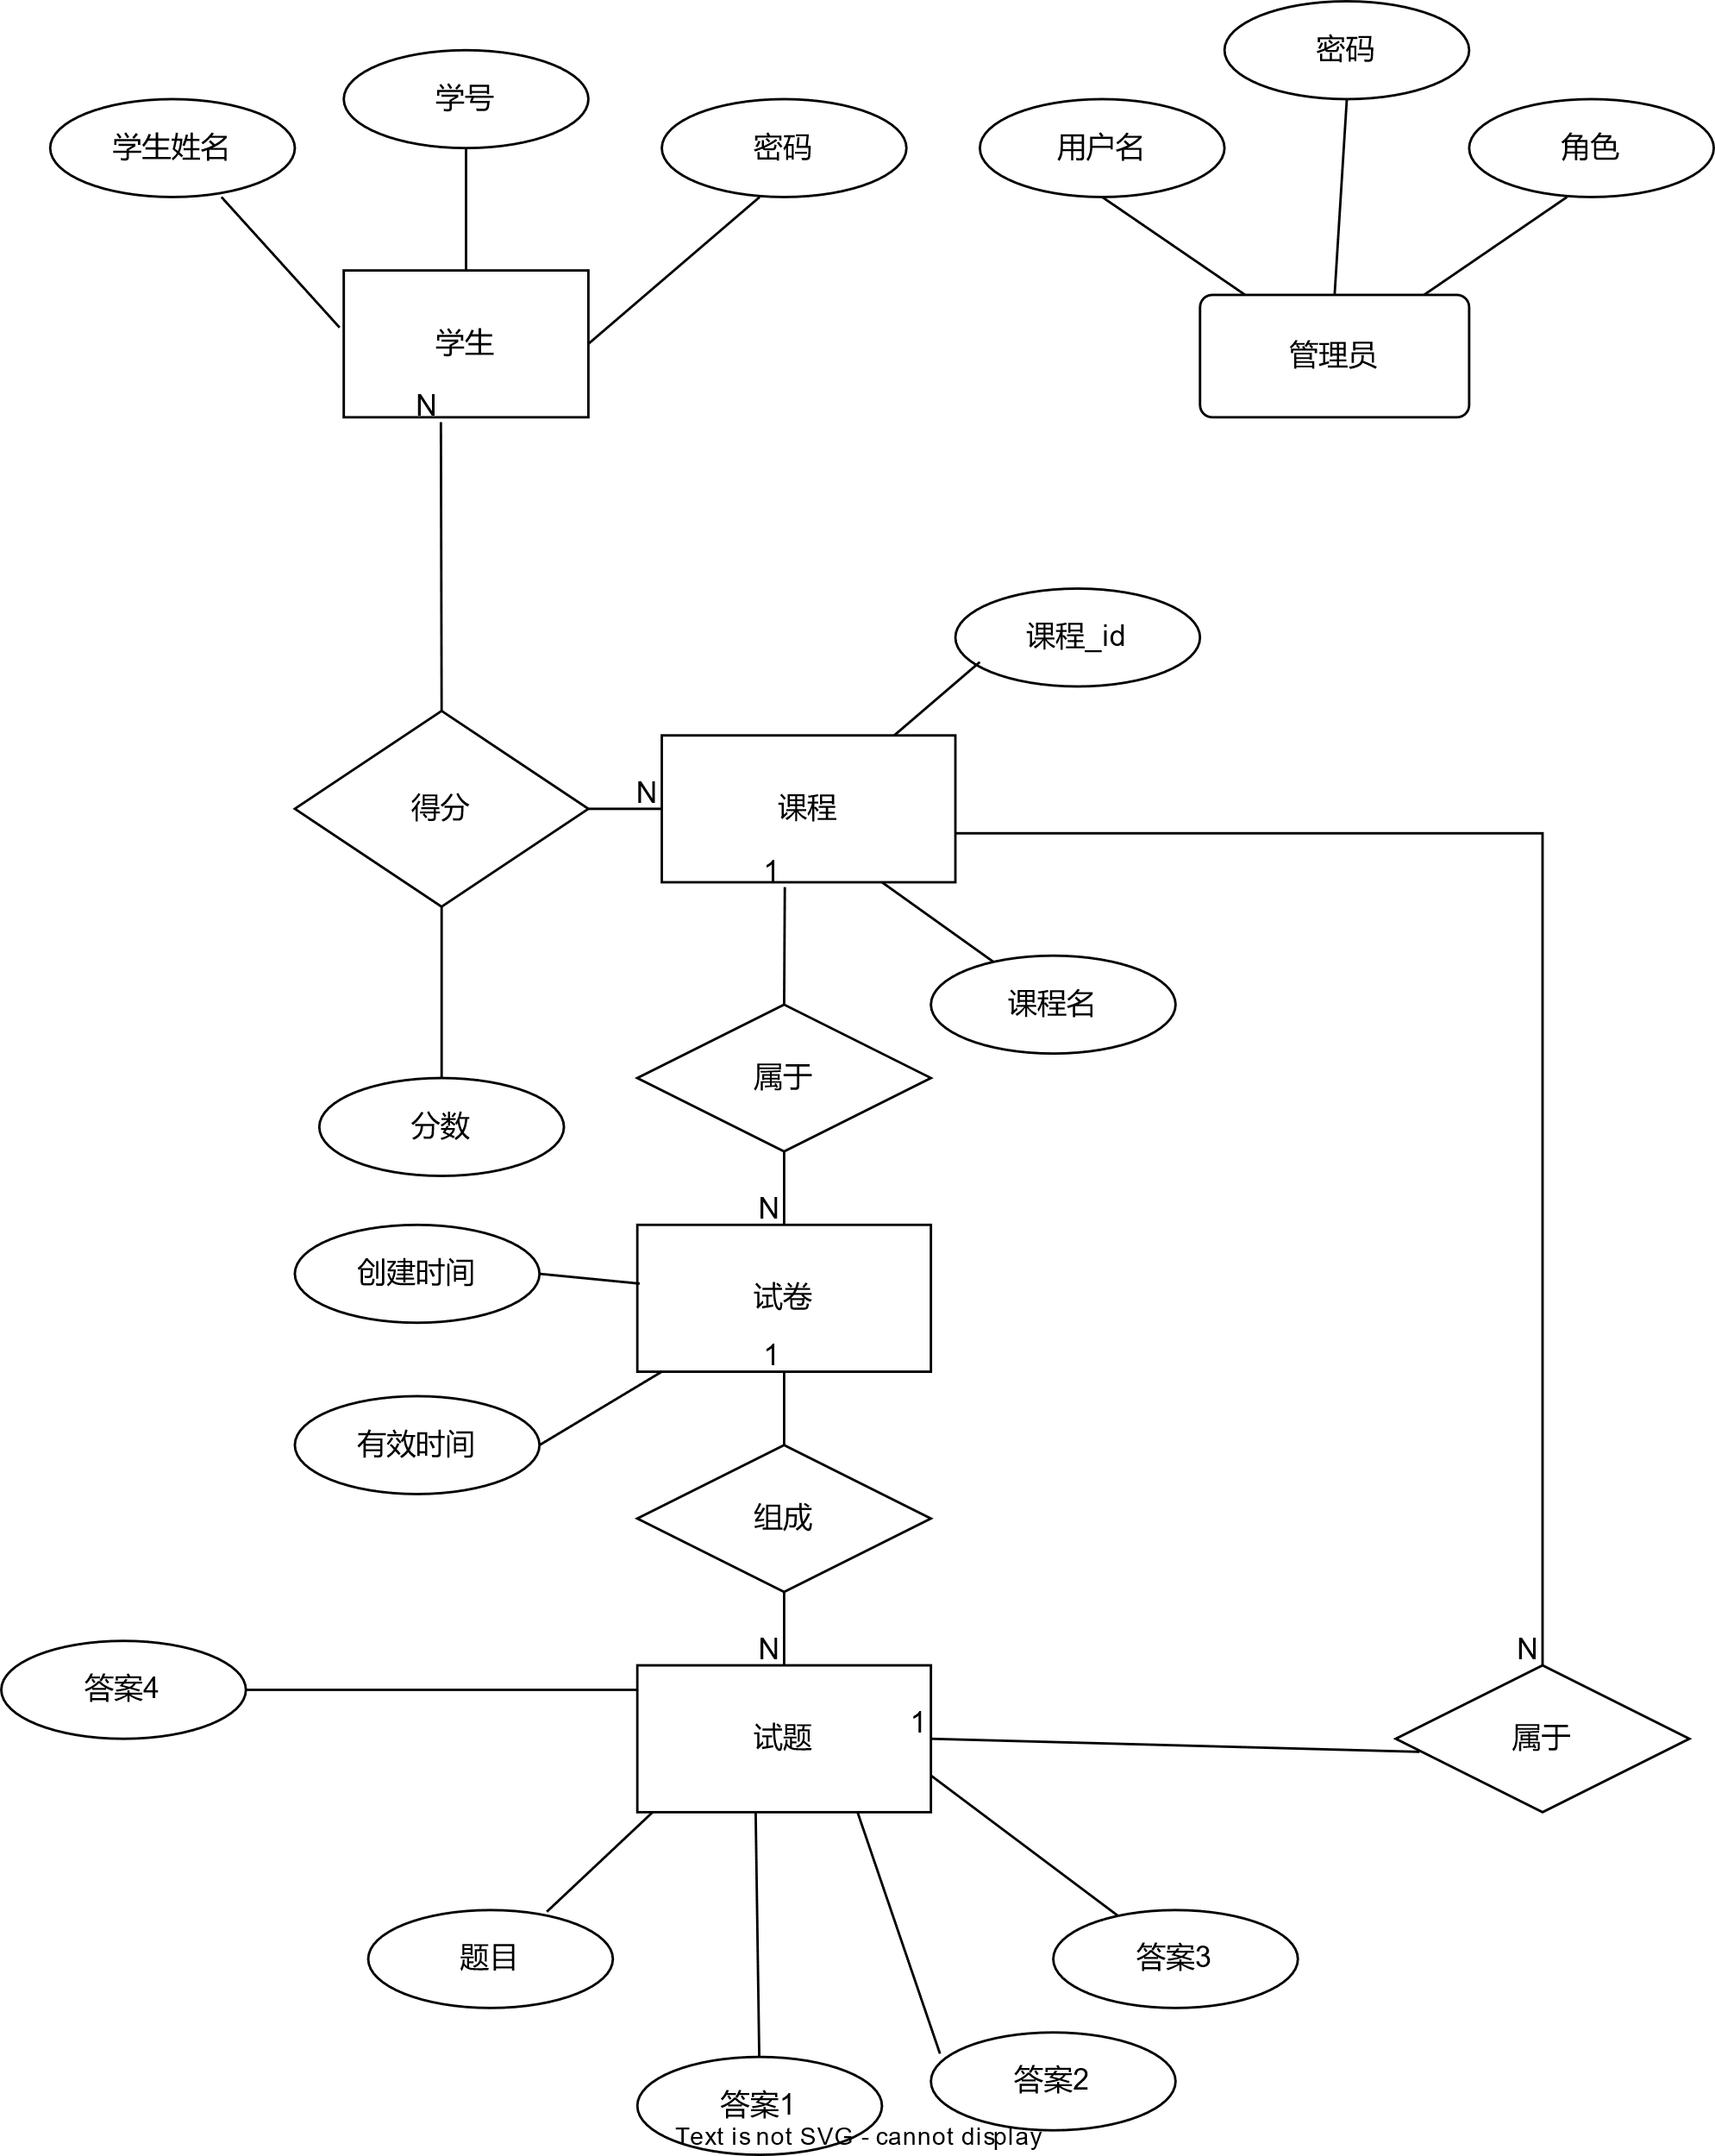 密码
学号
学生姓名
密码
用户名
角色
学生
管理员
N
课程_id
N
得分
课程
1
课程名
属于
分数
N
创建时间
试卷
1
有效时间
组成
N
N
答案4
1
试题
属于
题目
答案3
答案2
答案1
Text is not SVG - cannot display